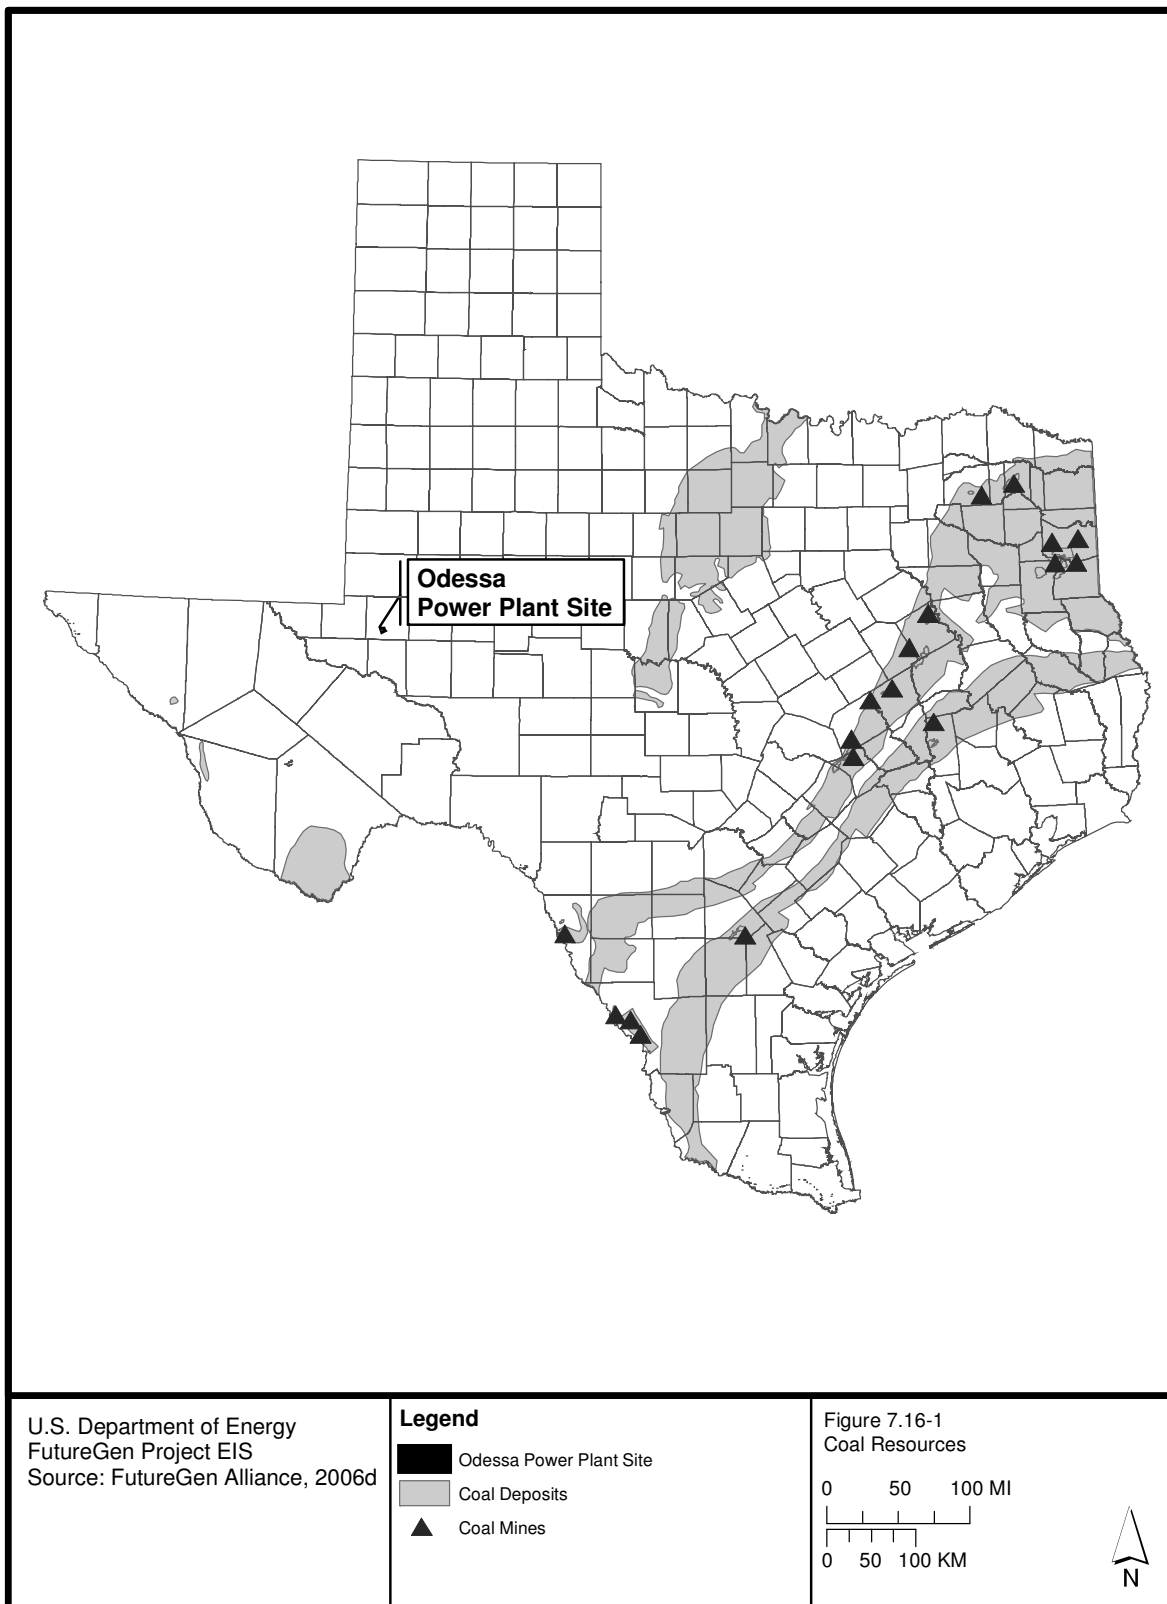 Odessa
Power Plant Site
U.S. Department of Energy
FutureGen Project EIS
Source: FutureGen Alliance, 2006d
Legend
Odessa Power Plant Site
Coal Deposits
Coal Mines
Figure 7.16-1
Coal Resources
0 50 100 MI
0 50 100 KM
N